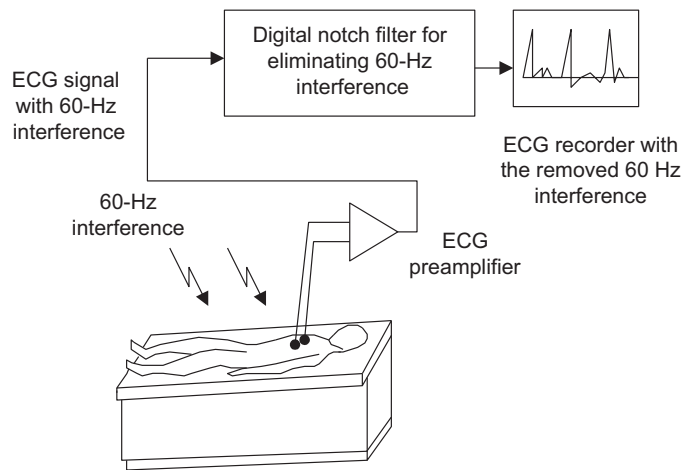 Digital notch filter for
eliminating 60-Hz
interference
ECG signal
with 60-Hz
interference
ECG recorder with
the removed 60 Hz
interference
60-Hz
interference
ECG
preamplifier